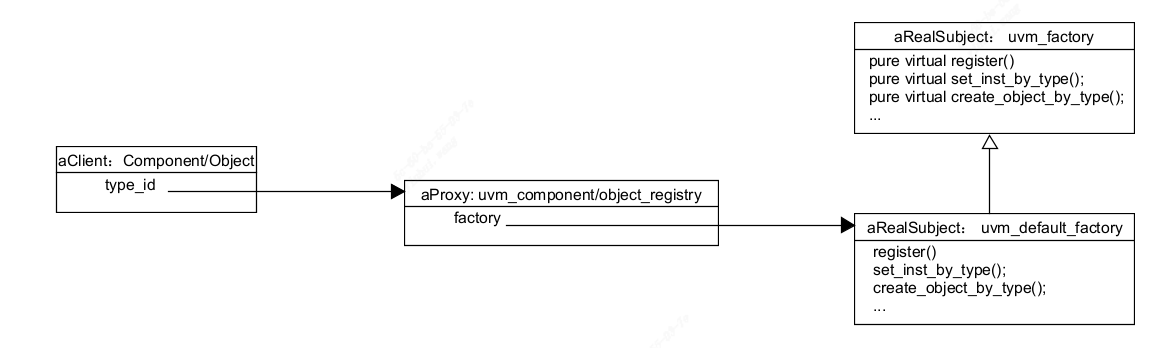 aRealSubject： uvm_factory
pure virtual register()
pure virtual set_inst_by_type();
pure virtual create_object_by_type();
...
aClient：Component/Object
type_id
aProxy: uvm_component/object_registry
factory
aRealSubject： uvm_default_factory
register()
set_inst_by_type();
create_object_by_type();
...